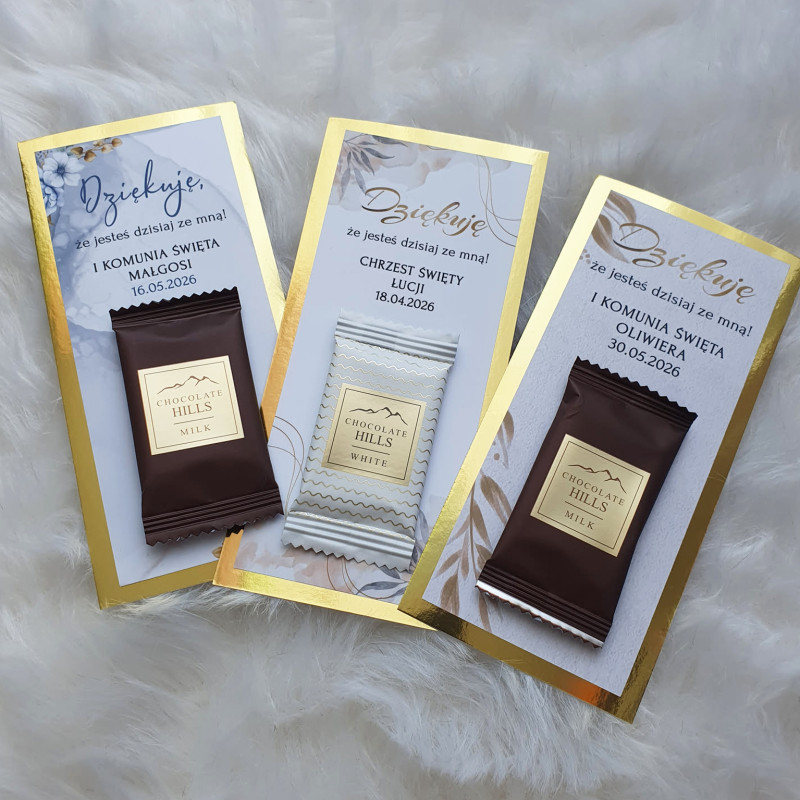 Dziękuję,
że jesteś dzisiaj ze mną!
I KOMUNIA ŚWIĘTA
MAŁGOSI
16.05.2026
CHOCOLATE
HILLS
MILK
Dziękuję
że jesteś dzisiaj ze mną!
CHRZEST ŚWIĘTY
ŁUCJI
18.04.2026
CHOCOLATE
HILLS
WHITE
Dziękuję
że jesteś dzisiaj ze mną!
I KOMUNIA ŚWIĘTA
OLIWIERA
30.05.2026
CHOCOLATE
HILLS
MILK